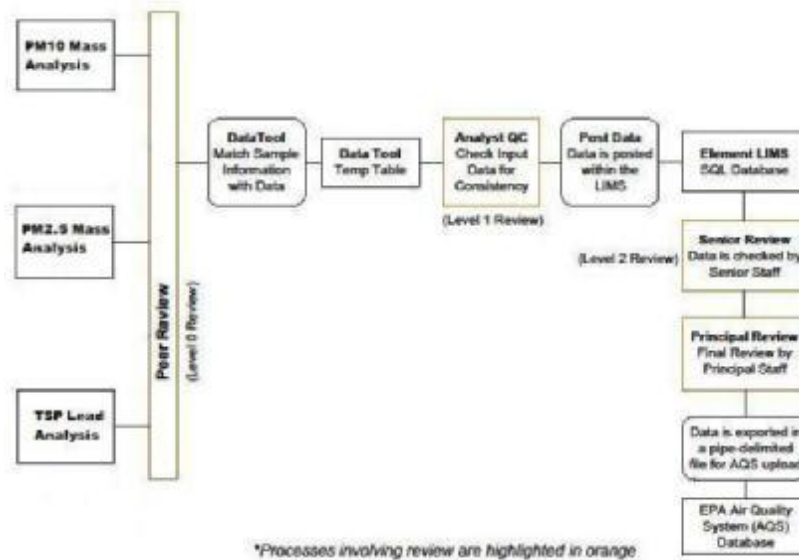 PM10 Mass
Analysis
PM2.5 Mass
Analysis
TSP Lead
Analysis
Peer Review
(Level 0 Review)
DataTool
Match Sample
Information
with Data
Data Tool
Temp Table
Analyst QC
Check Input
Data for
Consistency
(Level 1 Review)
Post Data
Data is posted
within the
LIMS
Element LIMS
SQL Database
Senior Review
Data is checked by
Senior Staff
(Level 2 Review)
Principal Review
Final Review by
Principal Staff
Data is exported in
a pipe-delimited
file for AQS upload
EPA Air Quality
System (AQS)
Database
*Processes involving review are highlighted in orange